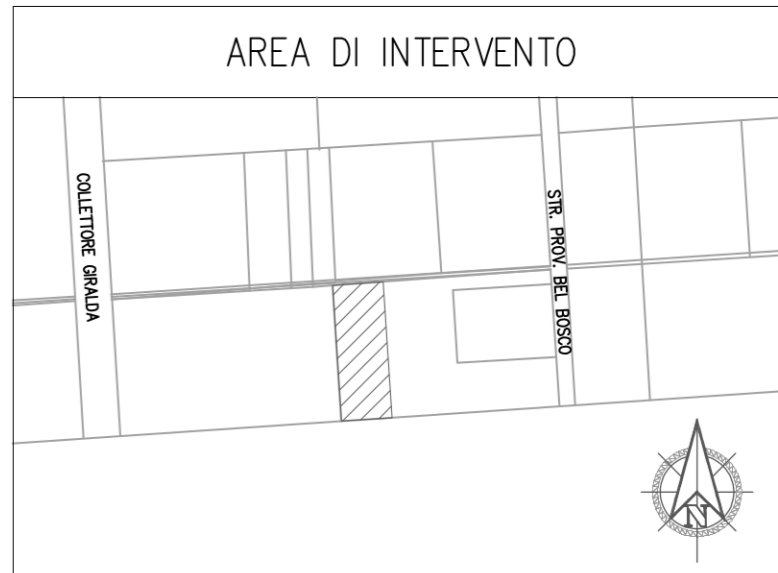 AREA DI INTERVENTO
COLLETTORE GIRALDA
STR. PROV. BEL BOSCO
N